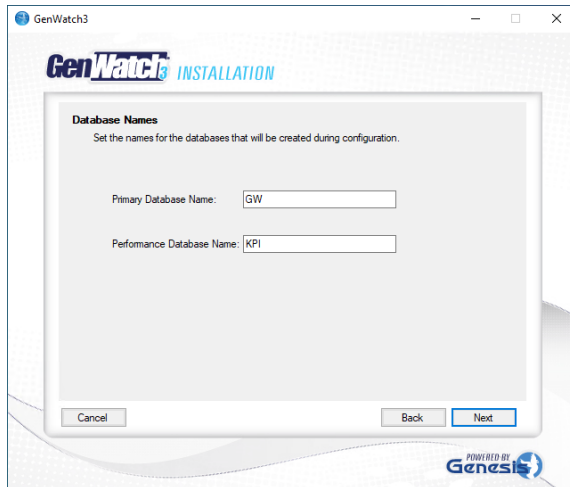 GenWatch3
GenWatch3 INSTALLATION
Database Names
Set the names for the databases that will be created during configuration.
Primary Database Name: GW
Performance Database Name: KPI
Cancel Back Next
POWERED BY
Genesis